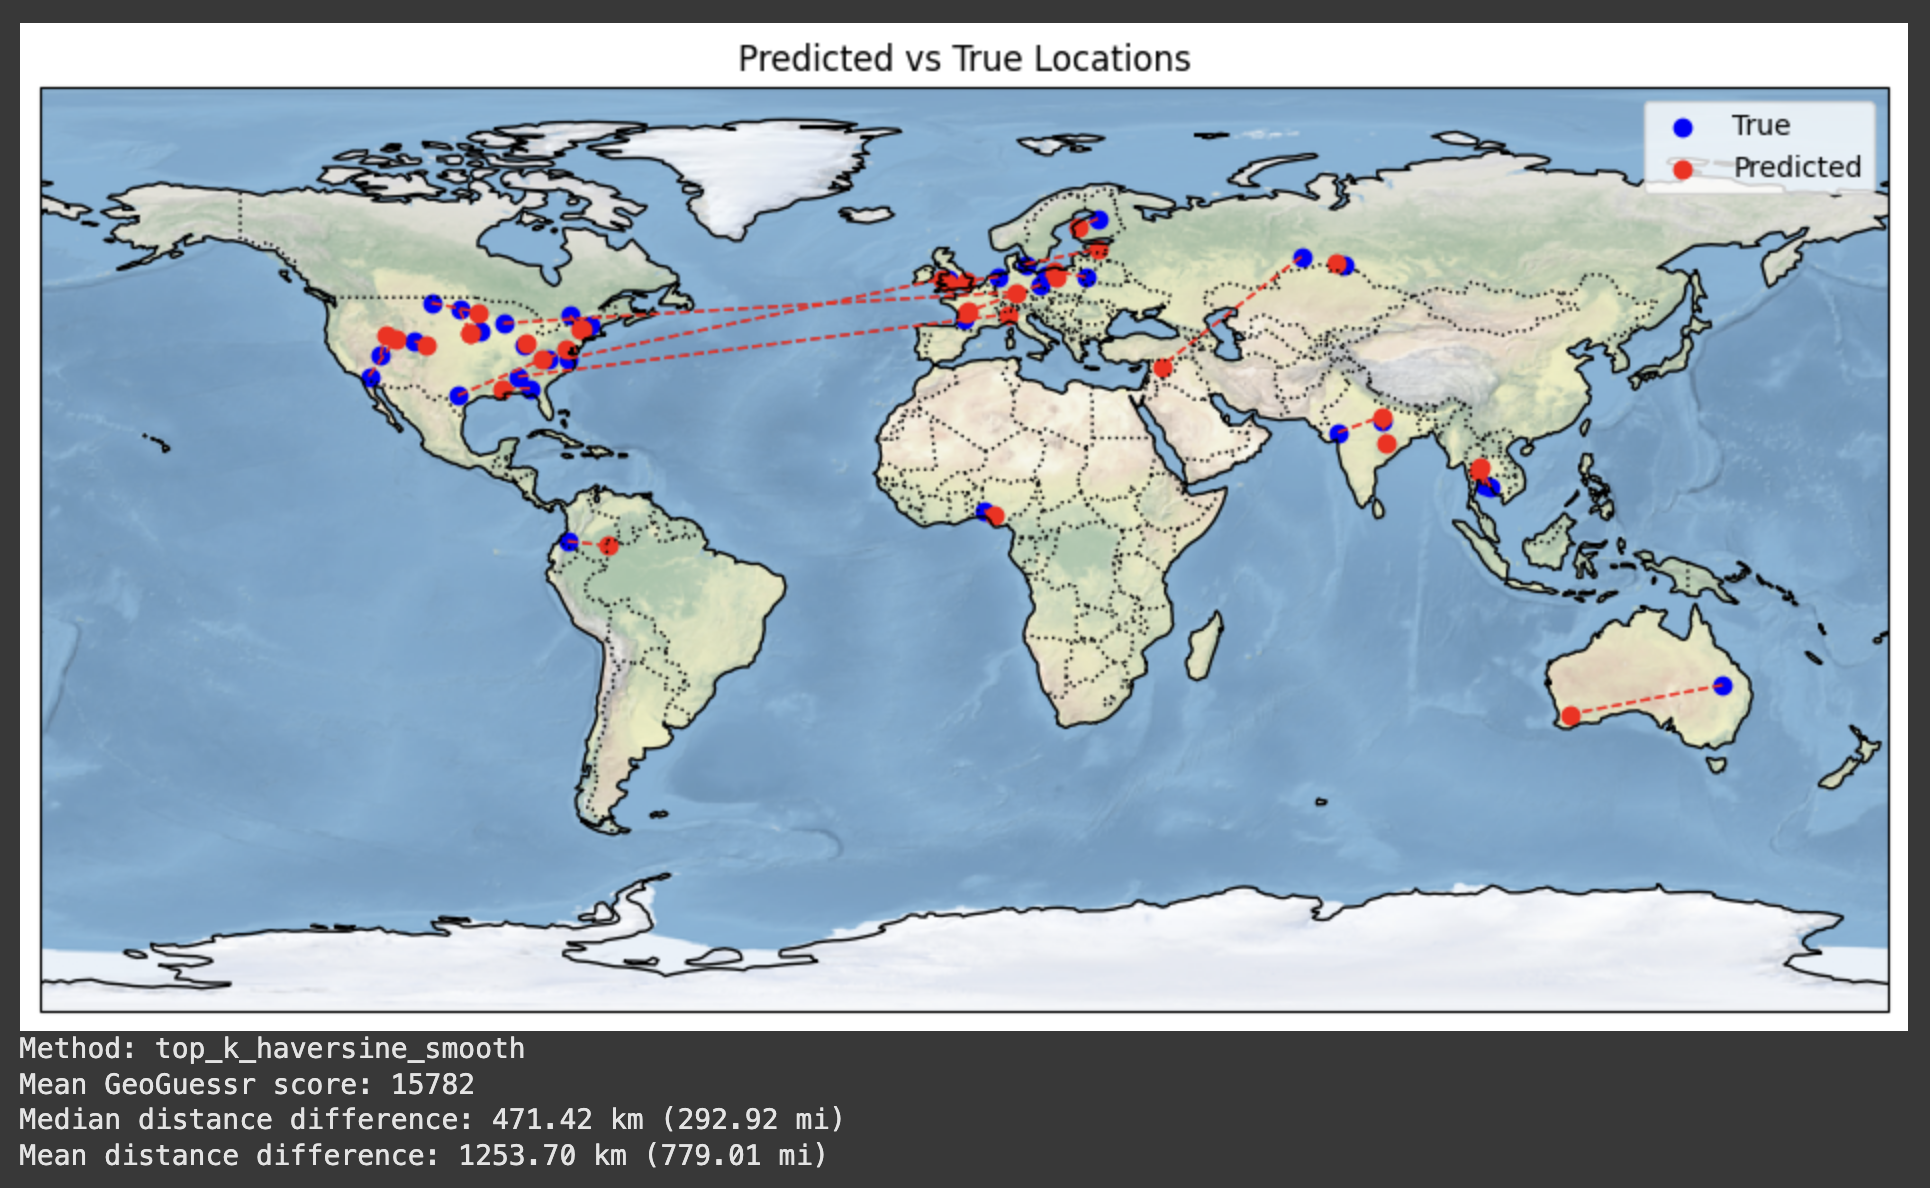 Predicted vs True Locations
True
Predicted
Method: top_k_haversine_smooth
Mean GeoGuessr score: 15782
Median distance difference: 471.42 km (292.92 mi)
Mean distance difference: 1253.70 km (779.01 mi)